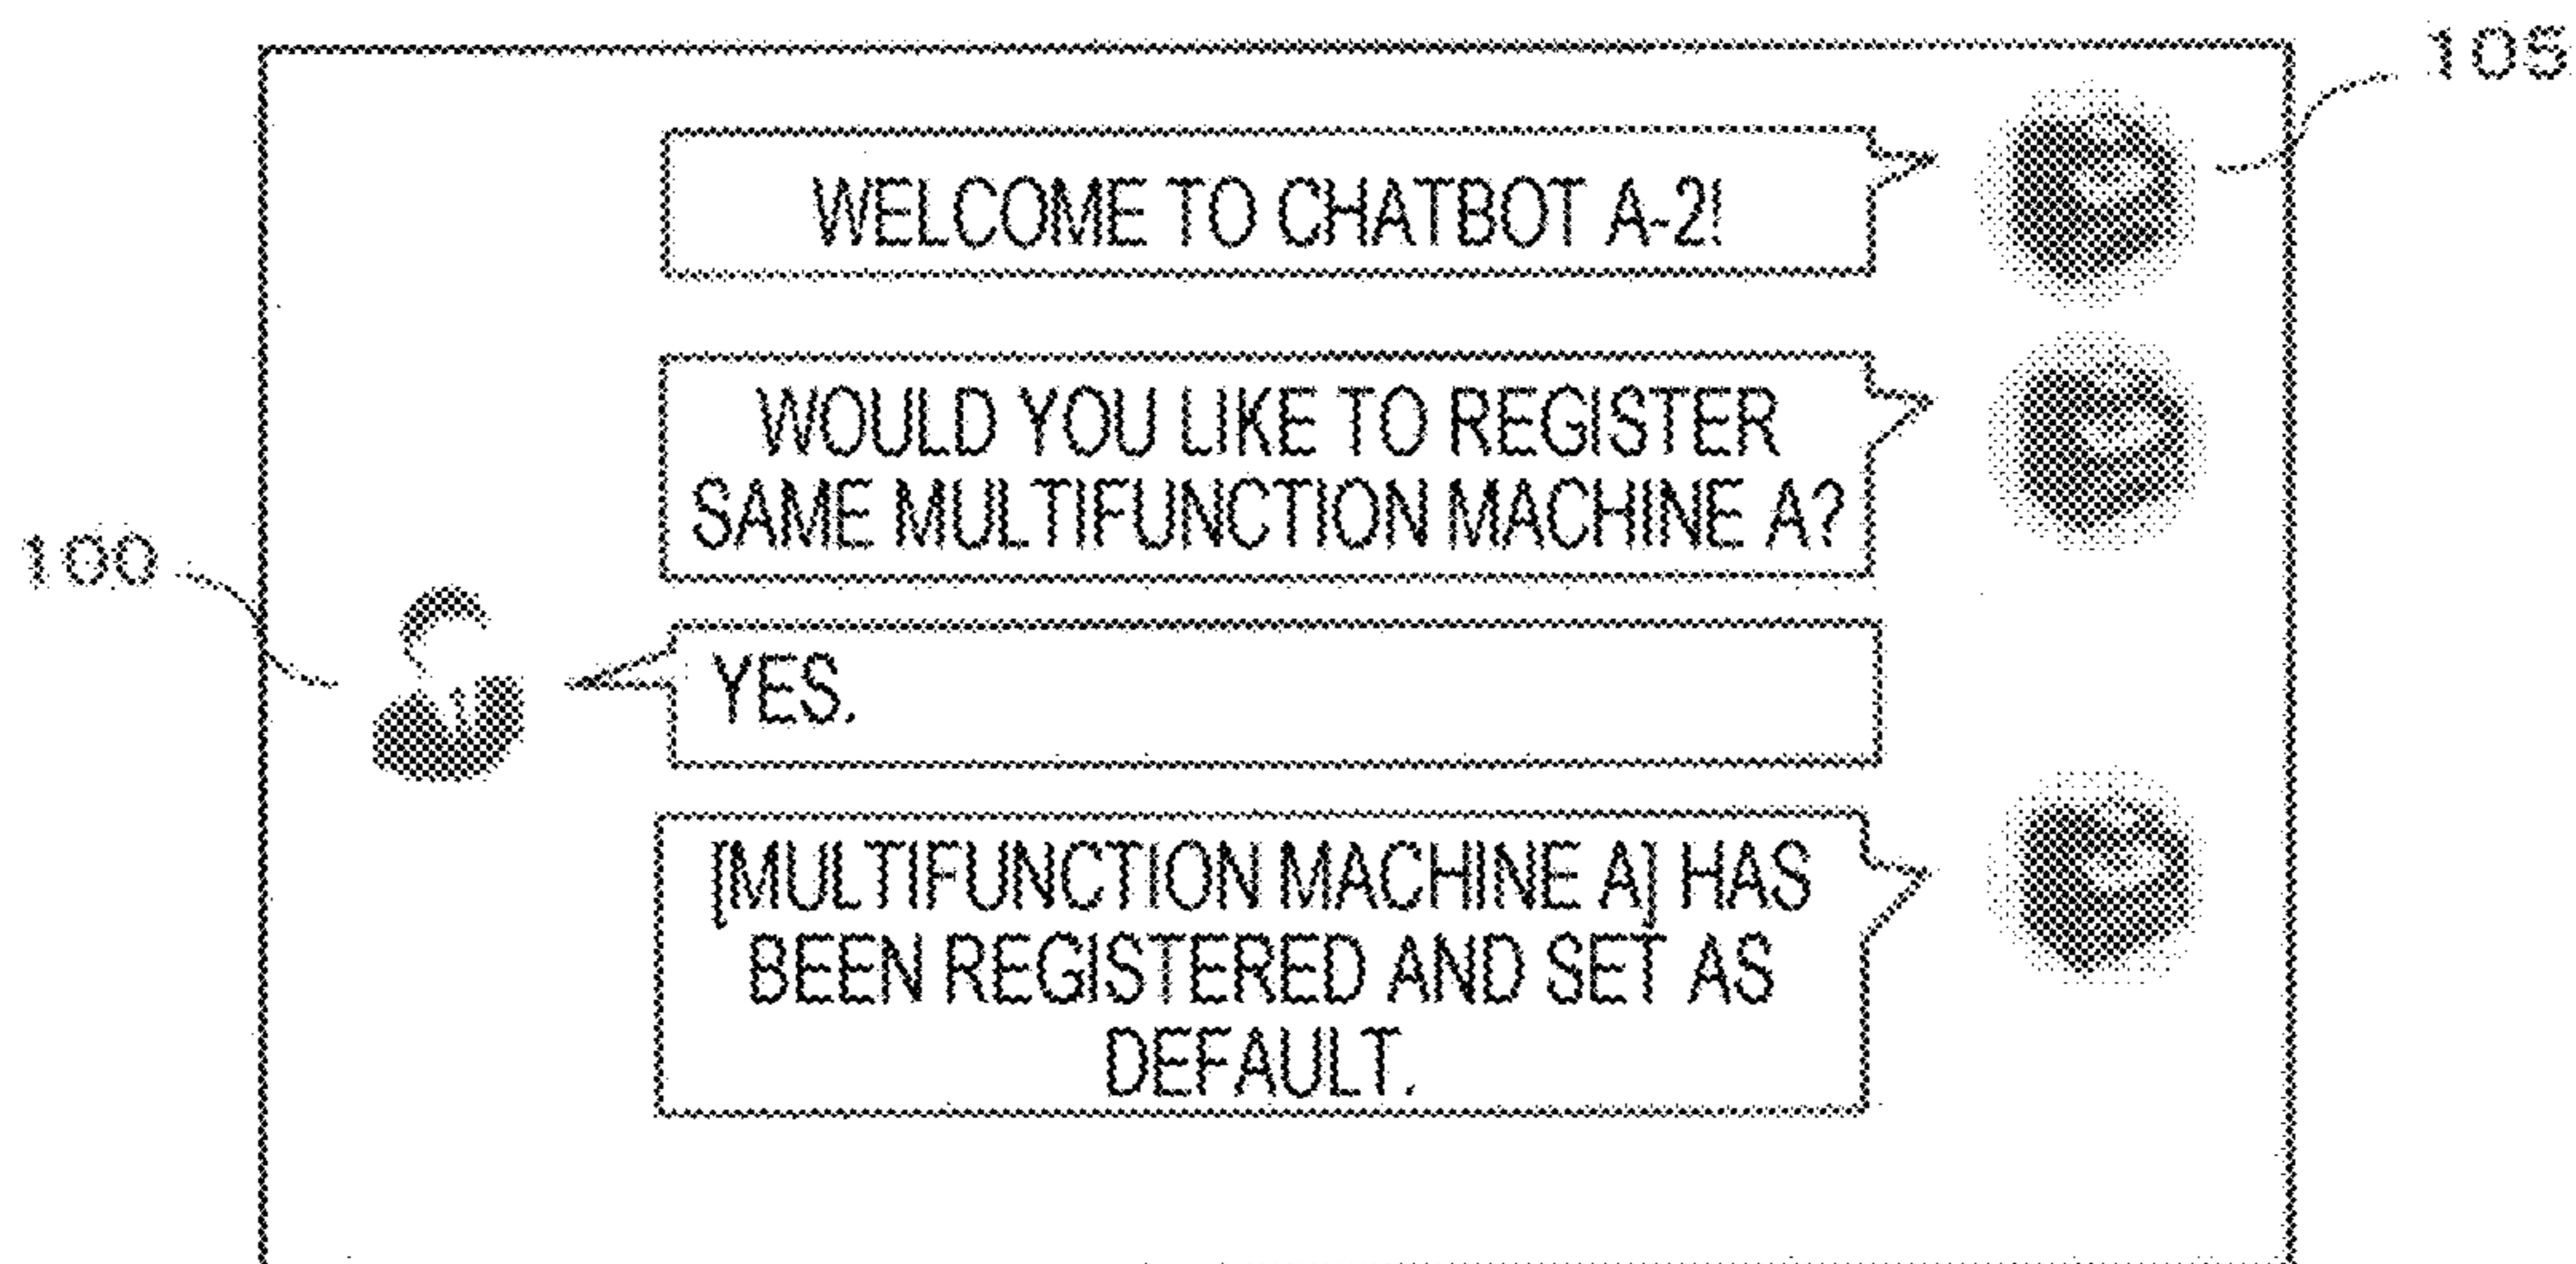 105
WELCOME TO CHATBOT A-2!
WOULD YOU LIKE TO REGISTER
SAME MULTIFUNCTION MACHINE A?
100
YES.
[MULTIFUNCTION MACHINE A] HAS
BEEN REGISTERED AND SET AS
DEFAULT.